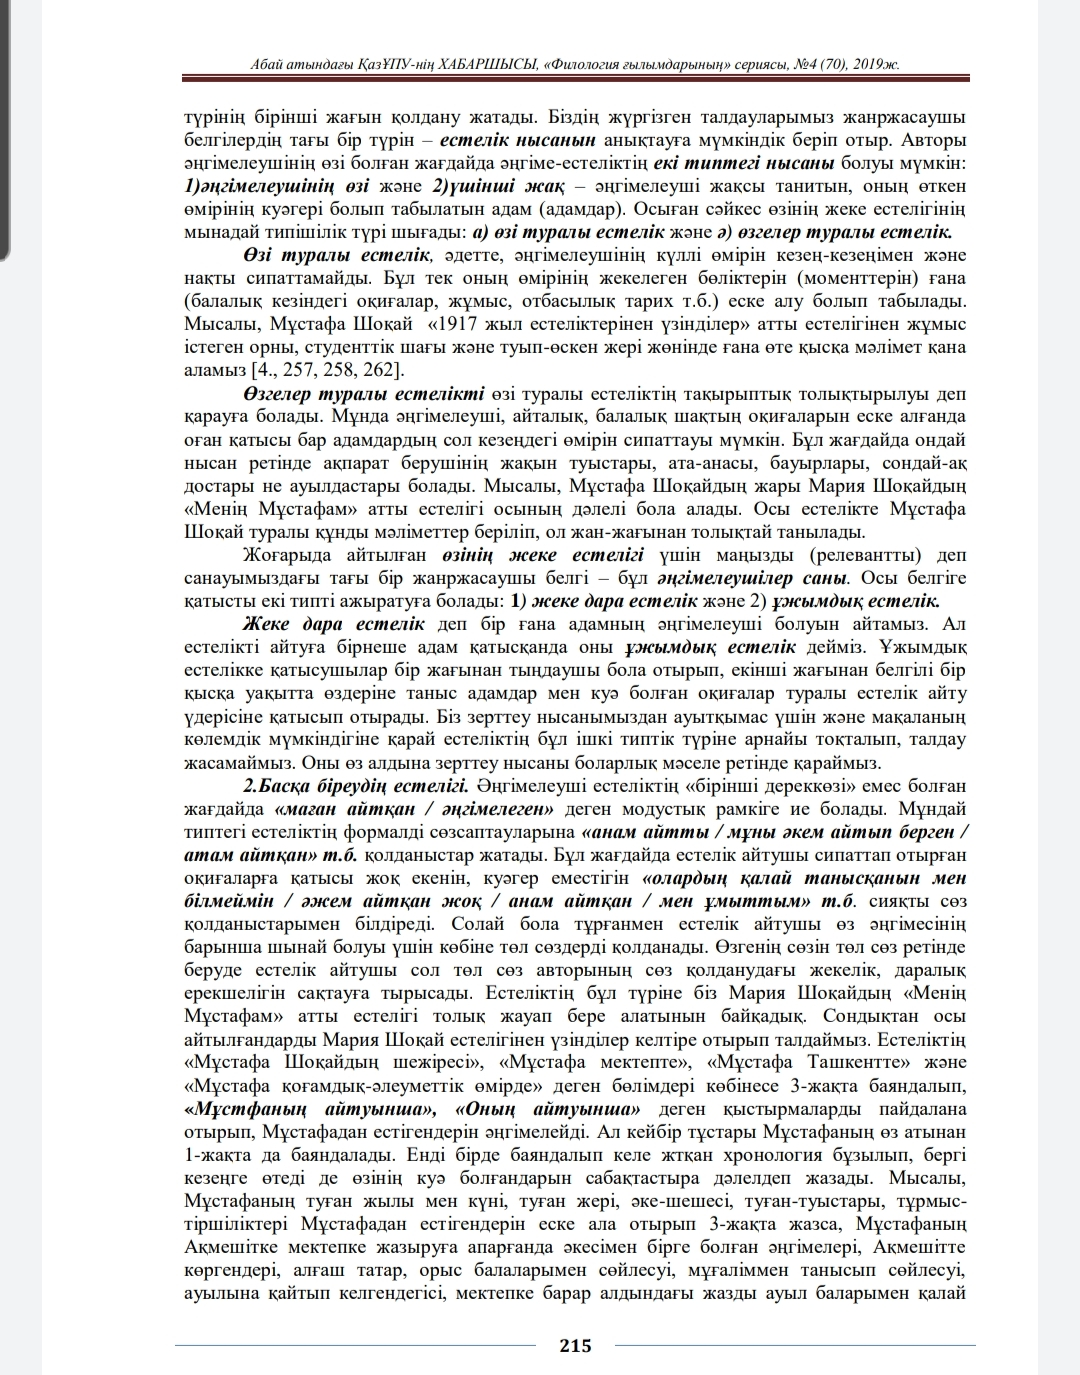 Абай атындағы ҚазҰПУ-нің ХАБАРШЫСЫ, «Филология ғылымдарының» сериясы, №4 (70), 2019ж.
түрінің бірінші жағын қолдану жатады. Біздің жүргізген талдауларымыз жанржасаушы
белгілердің тағы бір түрін – естелік нысанын анықтауға мүмкіндік беріп отыр. Авторы
әңгімелеушінің өзі болған жағдайда әңгіме-естеліктің екі типтегі нысаны болуы мүмкін:
1)әңгімелеушінің өзі және 2)үшінші жақ – әңгімелеуші жақсы танитын, оның өткен
өмірінің куәгері болып табылатын адам (адамдар). Осыған сәйкес өзінің жеке естелігінің
мынадай типішілік түрі шығады: а) өзі туралы естелік және ә) өзгелер туралы естелік.
Өзі туралы естелік, әдетте, әңгімелеушінің күллі өмірін кезең-кезеңімен және
нақты сипаттамайды. Бұл тек оның өмірінің жекелеген бөліктерін (моменттерін) ғана
(балалық кезіндегі оқиғалар, жұмыс, отбасылық тарих т.б.) еске алу болып табылады.
Мысалы, Мұстафа Шоқай «1917 жыл естеліктерінен үзінділер» атты естелігінен жұмыс
істеген орны, студенттік шағы және туып-өскен жері жөнінде ғана өте қысқа мәлімет қана
аламыз [4., 257, 258, 262].
Өзгелер туралы естелікті өзі туралы естеліктің тақырыптық толықтырылуы деп
қарауға болады. Мұнда әңгімелеуші, айталық, балалық шақтың оқиғаларын еске алғанда
оған қатысы бар адамдардың сол кезеңдегі өмірін сипаттауы мүмкін. Бұл жағдайда ондай
нысан ретінде ақпарат берушінің жақын туыстары, ата-анасы, бауырлары, сондай-ақ
достары не ауылдастары болады. Мысалы, Мұстафа Шоқайдың жары Мария Шоқайдың
«Менің Мұстафам» атты естелігі осының дәлелі бола алады. Осы естелікте Мұстафа
Шоқай туралы құнды мәліметтер беріліп, ол жан-жағынан толықтай танылады.
Жоғарыда айтылған өзінің жеке естелігі үшін маңызды (релевантты) деп
санауымыздағы тағы бір жанржасаушы белгі – бұл әңгімелеушілер саны. Осы белгіге
қатысты екі типті ажыратуға болады: 1) жеке дара естелік және 2) ұжымдық естелік.
Жеке дара естелік деп бір ғана адамның әңгімелеуші болуын айтамыз. Ал
естелікті айтуға бірнеше адам қатысқанда оны ұжымдық естелік дейміз. Ұжымдық
естелікке қатысушылар бір жағынан тыңдаушы бола отырып, екінші жағынан белгілі бір
қысқа уақытта өздеріне таныс адамдар мен куә болған оқиғалар туралы естелік айту
үдерісіне қатысып отырады. Біз зерттеу нысанымыздан ауытқымас үшін және мақаланың
көлемдік мүмкіндігіне қарай естеліктің бұл ішкі типтік түріне арнайы тоқталып, талдау
жасамаймыз. Оны өз алдына зерттеу нысаны боларлық мәселе ретінде қараймыз.
2.Басқа біреудің естелігі. Әңгімелеуші естеліктің «бірінші дереккөзі» емес болған
жағдайда «маған айтқан / әңгімелеген» деген модустық рамкіге ие болады. Мұндай
типтегі естеліктің формалді сөзсаптауларына «анам айтты / мұны әкем айтып берген /
атам айтқан» т.б. қолданыстар жатады. Бұл жағдайда естелік айтушы сипаттап отырған
оқиғаларға қатысы жоқ екенін, куәгер еместігін «олардың қалай танысқанын мен
білмеймін / әжем айтқан жоқ / анам айтқан / мен ұмыттым» т.б. сияқты сөз
қолданыстарымен білдіреді. Солай бола тұрғанмен естелік айтушы өз әңгімесінің
барынша шынай болуы үшін көбіне төл сөздерді қолданады. Өзгенің сөзін төл сөз ретінде
беруде естелік айтушы сол төл сөз авторының сөз қолданудағы жекелік, даралық
ерекшелігін сақтауға тырысады. Естеліктің бұл түріне біз Мария Шоқайдың «Менің
Мұстафам» атты естелігі толық жауап бере алатынын байқадық. Сондықтан осы
айтылғандарды Мария Шоқай естелігінен үзінділер келтіре отырып талдаймыз. Естеліктің
«Мұстафа Шоқайдың шежіресі», «Мұстафа мектепте», «Мұстафа Ташкентте» және
«Мұстафа қоғамдық-әлеуметтік өмірде» деген бөлімдері көбінесе 3-жақта баяндалып,
«Мұстфаның айтуынша», «Оның айтуынша» деген қыстырмаларды пайдалана
отырып, Мұстафадан естігендерін әңгімелейді. Ал кейбір тұстары Мұстафаның өз атынан
1-жақта да баяндалады. Енді бірде баяндалып келе жтқан хронология бұзылып, бергі
кезеңге өтеді де өзінің куә болғандарын сабақтастыра дәлелдеп жазады. Мысалы,
Мұстафаның туған жылы мен күні, туған жері, әке-шешесі, туған-туыстары, тұрмыс-
тіршіліктері Мұстафадан естігендерін еске ала отырып 3-жақта жазса, Мұстафаның
Ақмешітке мектепке жазыруға апарғанда әкесімен бірге болған әңгімелері, Ақмешітте
көргендері, алғаш татар, орыс балаларымен сөйлесуі, мұғаліммен танысып сөйлесуі,
ауылына қайтып келгендегісі, мектепке барар алдындағы жазды ауыл баларымен қалай
215